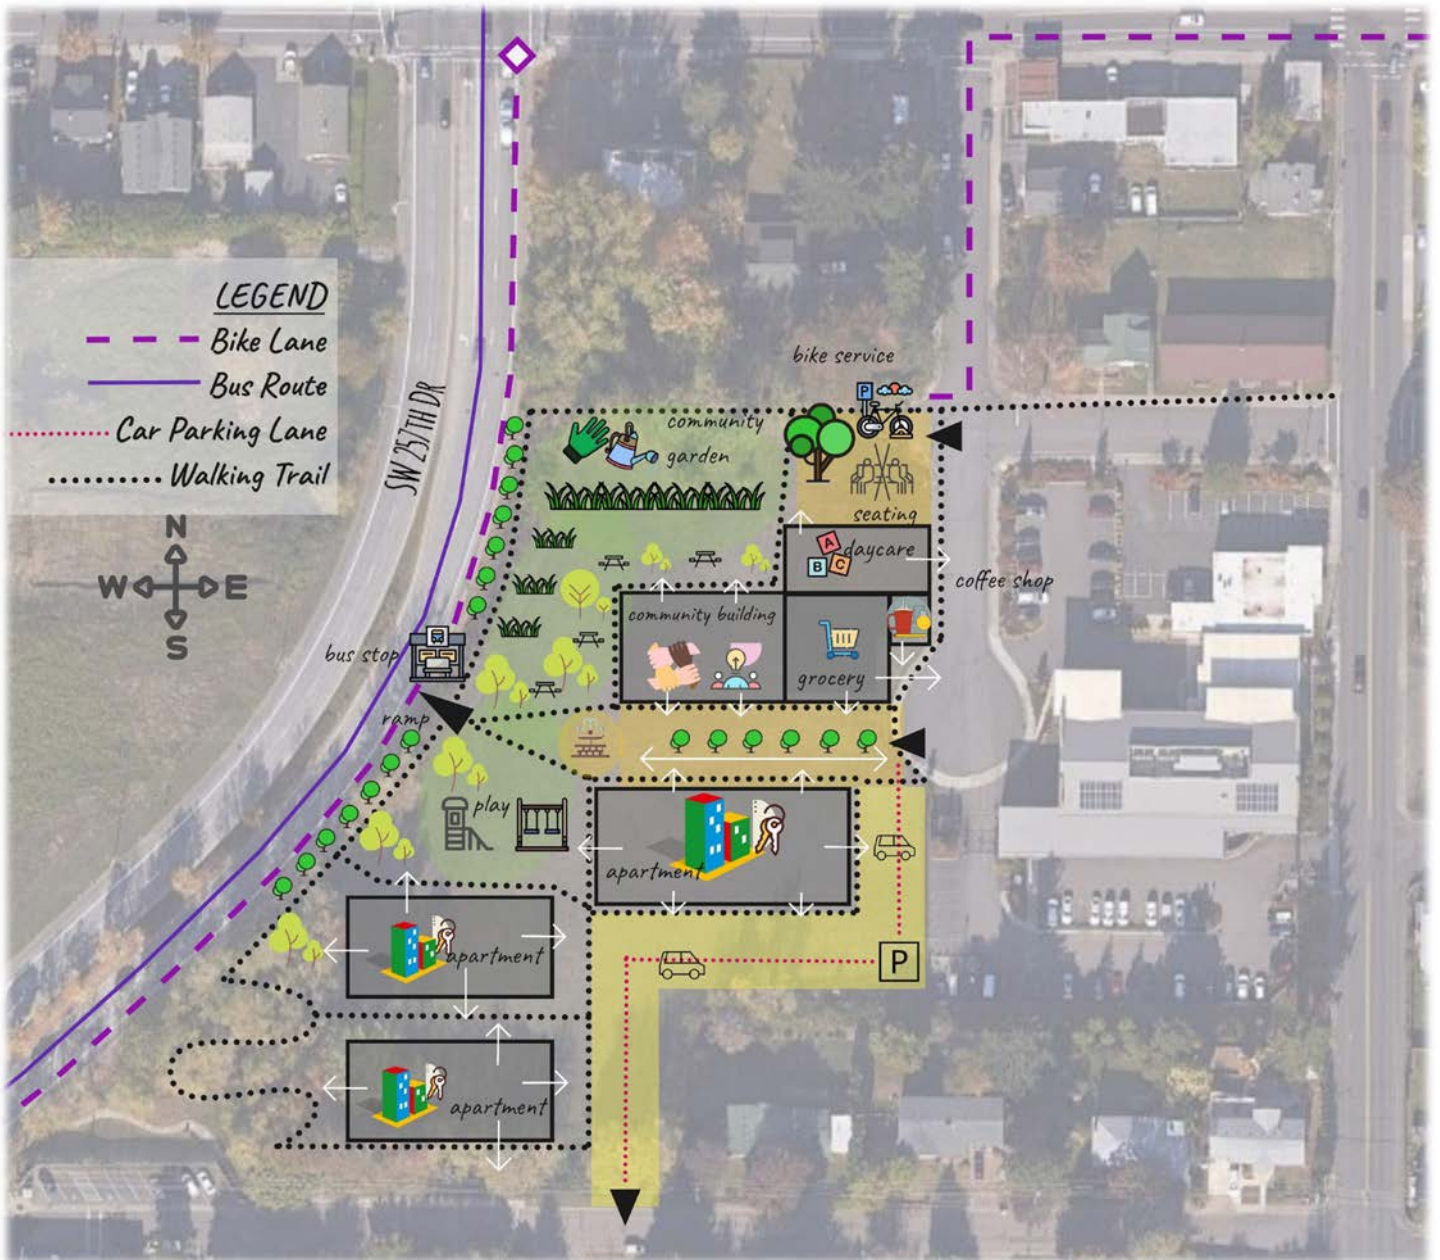 LEGEND
Bike Lane
Bus Route
Car Parking Lane
Walking Trail
N
W E
S
SW 257TH DR
bike service
P
community
garden
seating
A
B C
daycare
coffee shop
community building
grocery
bus stop
ramp
play
apartment
P
apartment
apartment